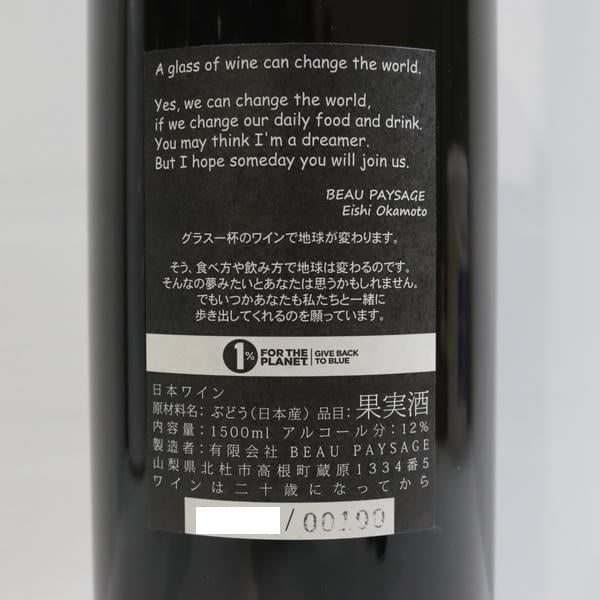 A glass of wine can change the world.
Yes, we can change the world,
if we change our daily food and drink.
You may think I'm a dreamer.
But I hope someday you will join us.
BEAU PAYSAGE
Eishi Okamoto
グラス一杯のワインで地球が変わります。
そう、食べ方や飲み方で地球は変わるのです。
そんなの夢みたいとあなたは思うかもしれません。
でもいつかあなたも私たちと一緒に
歩き出してくれるのを願っています。
1% FOR THE PLANET GIVE BACK TO BLUE
日本ワイン
原材料名：ぶどう（日本産） 品目：果実酒
内容量：1500ml アルコール分：12%
製造者：有限会社 BEAU PAYSAGE
山梨県北杜市高根町蔵原1334番5
ワインは二十歳になってから
/ 00100